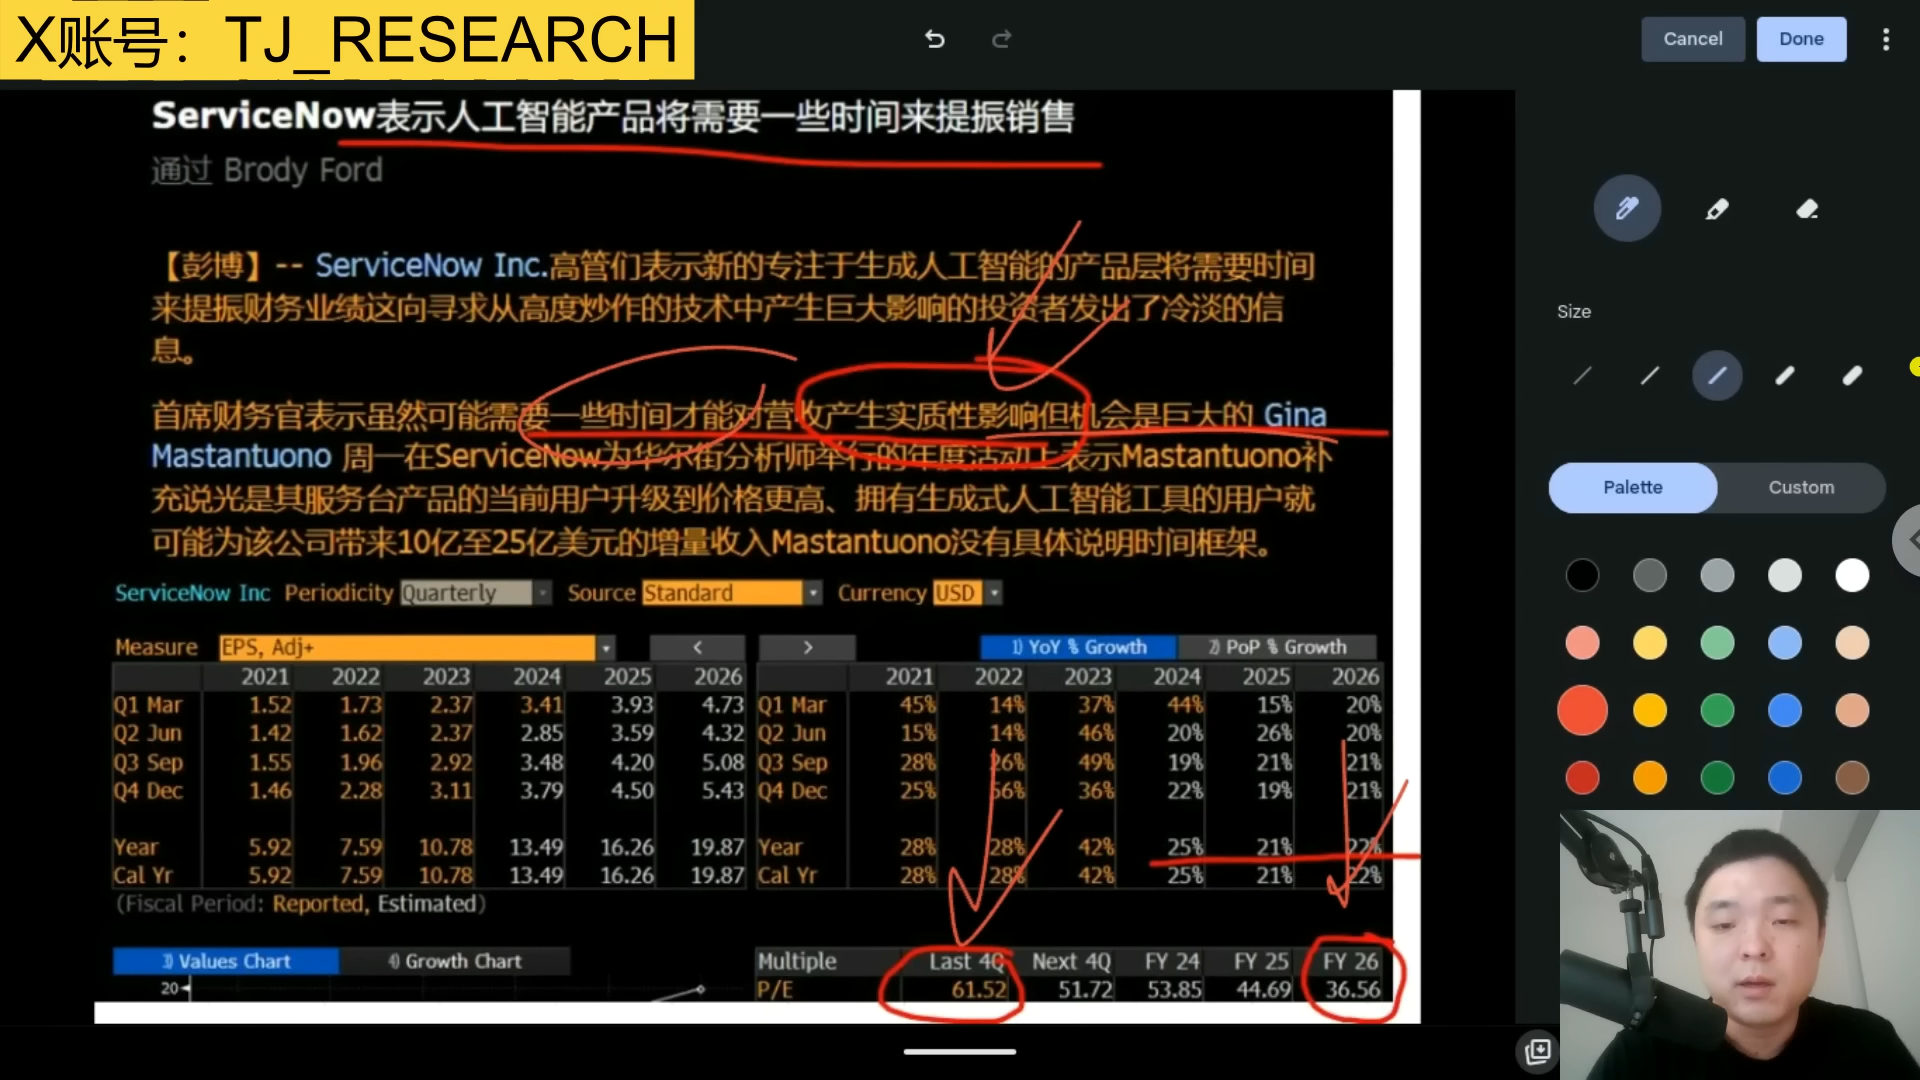 X账号：TJ_RESEARCH
Cancel
Done
ServiceNow表示人工智能产品将需要一些时间来提振销售
通过 Brody Ford
【彭博】-- ServiceNow Inc.高管们表示新的专注于生成人工智能的产品层将需要时间
来提振财务业绩这向寻求从高度炒作的技术中产生巨大影响的投资者发出了冷淡的信
息。
首席财务官表示虽然可能需要一些时间才能对营收产生实质性影响但机会是巨大的 Gina
Mastantuono 周一在ServiceNow为华尔街分析师举行的年度活动上表示Mastantuono补
充说光是其服务台产品的当前用户升级到价格更高、拥有生成式人工智能工具的用户就
可能为该公司带来10亿至25亿美元的增量收入Mastantuono没有具体说明时间框架。
ServiceNow Inc Periodicity Quarterly Source Standard Currency USD
Measure EPS, Adj+ < > 1) YoY % Growth 2) PoP % Growth
2021 2022 2023 2024 2025 2026 2021 2022 2023 2024 2025 2026
Q1 Mar 1.52 1.73 2.37 3.41 3.93 4.73 Q1 Mar 45% 14% 37% 44% 15% 20%
Q2 Jun 1.42 1.62 2.37 2.85 3.59 4.32 Q2 Jun 15% 14% 46% 20% 26% 20%
Q3 Sep 1.55 1.96 2.92 3.48 4.20 5.08 Q3 Sep 28% 26% 49% 19% 21% 21%
Q4 Dec 1.46 2.28 3.11 3.79 4.50 5.43 Q4 Dec 25% 56% 36% 22% 19% 21%
Year 5.92 7.59 10.78 13.49 16.26 19.87 Year 28% 28% 42% 25% 21% 22%
Cal Yr 5.92 7.59 10.78 13.49 16.26 19.87 Cal Yr 28% 28% 42% 25% 21% 22%
(Fiscal Period: Reported, Estimated)
3) Values Chart 4) Growth Chart
Multiple Last 4Q Next 4Q FY 24 FY 25 FY 26
20
P/E 61.52 51.72 53.85 44.69 36.56
Size
Palette
Custom